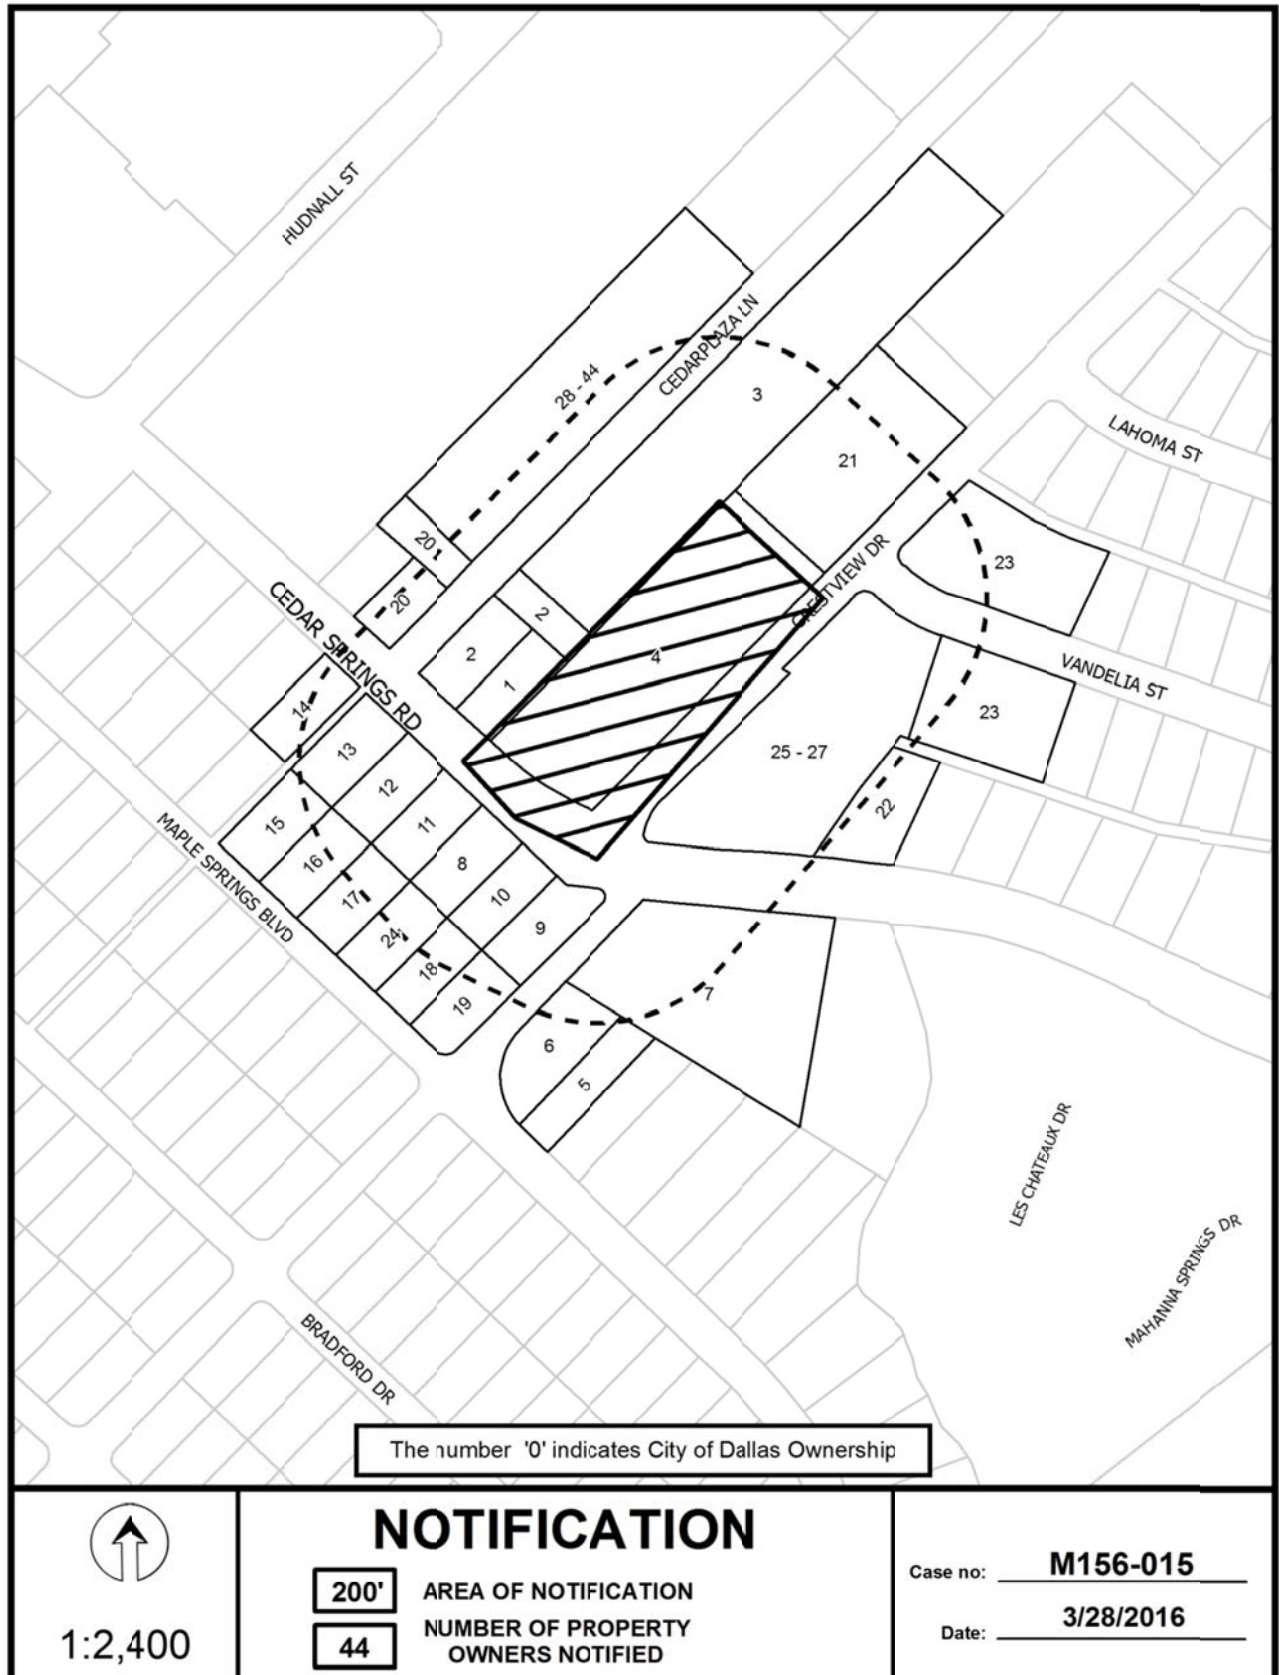 HUDNALL ST
CEDARPLAZA LN
28 - 44
3
LAHOMA ST
21
20
23
CRESTVIEW DR
20
CEDAR SPRINGS RD
2
2
4
1
VANDELIA ST
14
23
13
25 - 27
12
22
11
15
MAPLE SPRINGS BLVD
16
8
10
17
9
24
18
7
19
6
5
LES CHATEAUX DR
MAHANNA SPRINGS DR
BRADFORD DR
The number '0' indicates City of Dallas Ownership
1:2,400
NOTIFICATION
200' AREA OF NOTIFICATION
44 NUMBER OF PROPERTY
OWNERS NOTIFIED
Case no: M156-015
Date: 3/28/2016